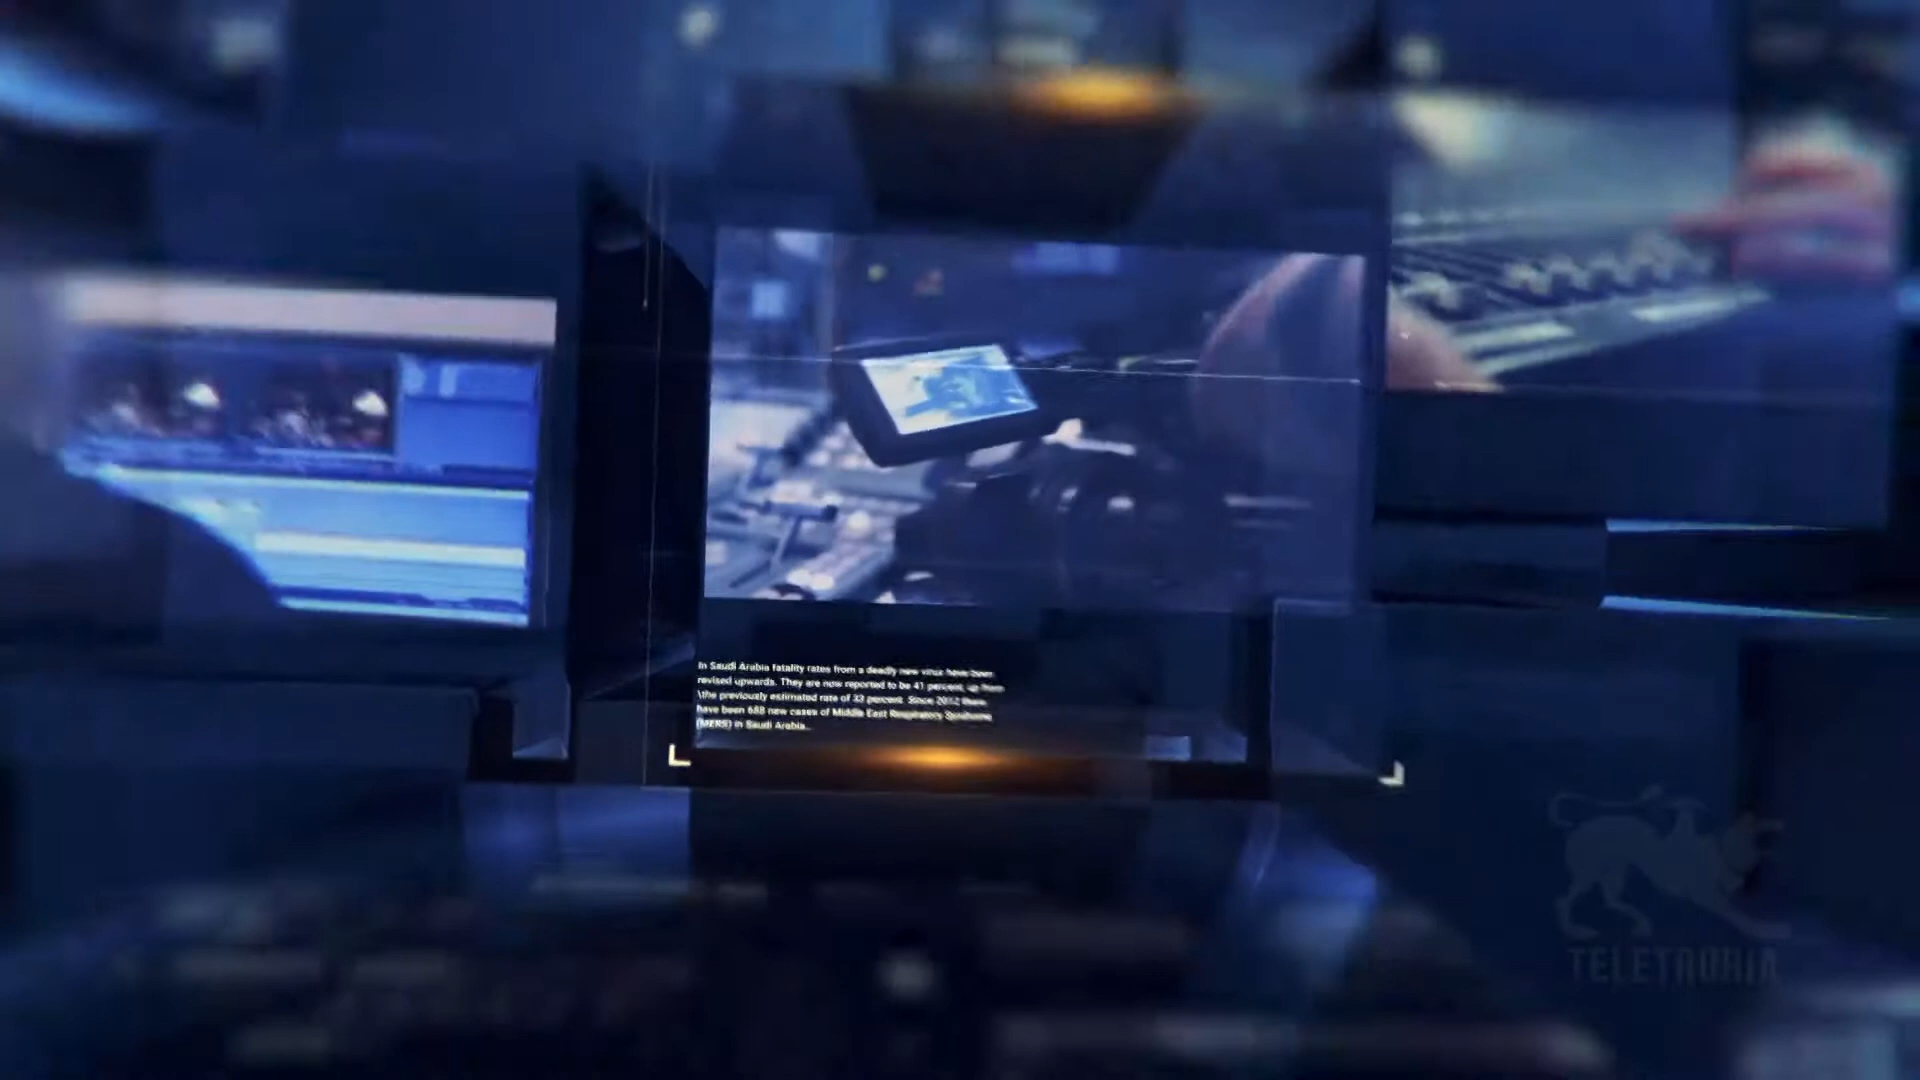 In Saudi Arabia fatality rates from a deadly new virus have been
revised upwards. They are now reported to be 41 percent, up from
\the previously estimated rate of 33 percent. Since 2012 there
have been 688 new cases of Middle East Respiratory Syndrome
(MERS) in Saudi Arabia...
TELETAURIA